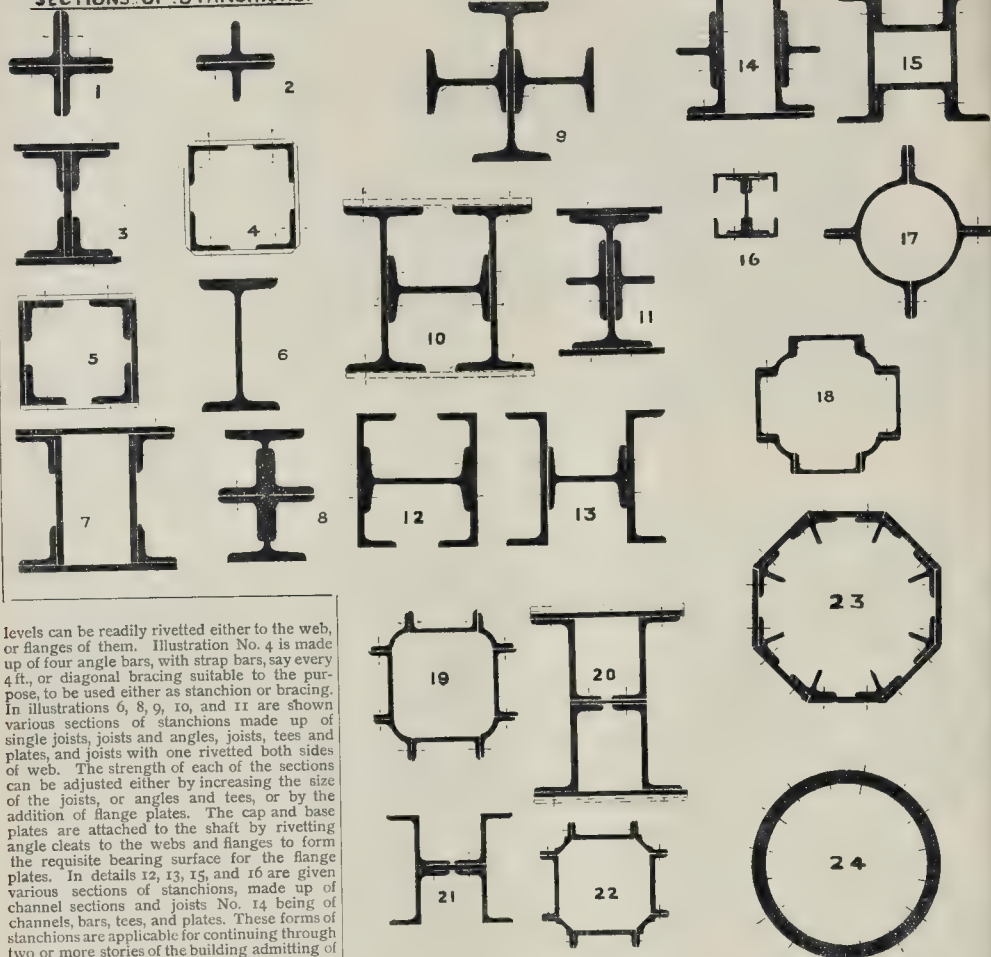 SECTIONS OF STANCHIONS.
1
2
3
4
5
6
7
8
9
10
11
12
13
14
15
16
17
18
19
20
21
22
23
24
levels can be readily rivetted either to the web,
or flanges of them. Illustration No. 4 is made
up of four angle bars, with strap bars, say every
4 ft., or diagonal bracing suitable to the pur-
pose, to be used either as stanchion or bracing.
In illustrations 6, 8, 9, 10, and 11 are shown
various sections of stanchions made up of
single joists, joists and angles, joists, tees and
plates, and joists with one rivetted both sides
of web. The strength of each of the sections
can be adjusted either by increasing the size
of the joists, or angles and tees, or by the
addition of flange plates. The cap and base
plates are attached to the shaft by rivetting
angle cleats to the webs and flanges to form
the requisite bearing surface for the flange
plates. In details 12, 13, 15, and 16 are given
various sections of stanchions, made up of
channel sections and joists No. 14 being of
channels, bars, tees, and plates. These forms of
stanchions are applicable for continuing through
two or more stories of the building admitting of